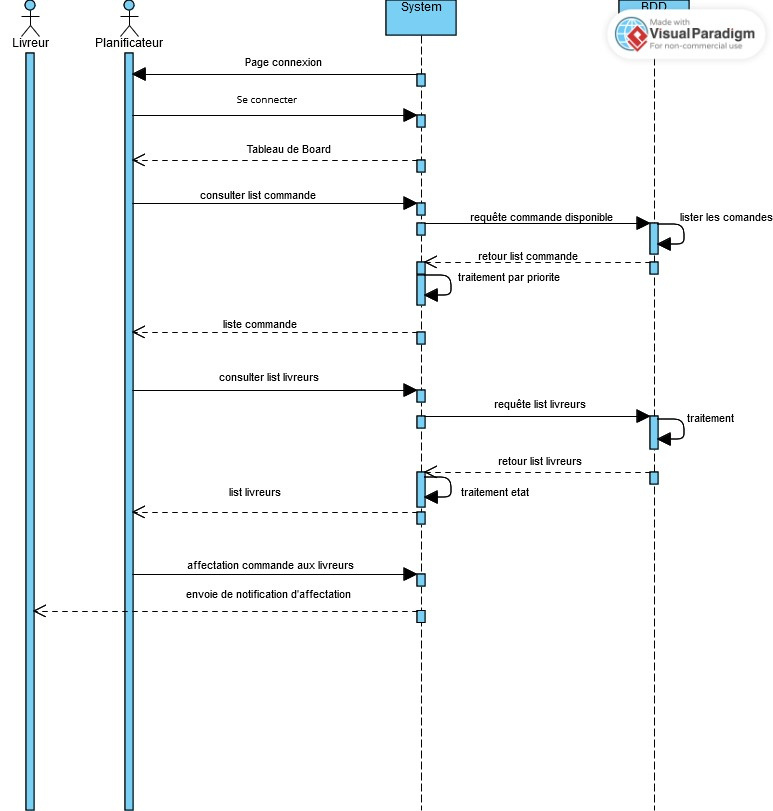 System
BDD
Made with
VisualParadigm
For non-commercial use
Livreur
Planificateur
Page connexion
Se connecter
Tableau de Board
consulter list commande
requête commande disponible
lister les comandes
retour list commande
traitement par priorite
liste commande
consulter list livreurs
requête list livreurs
traitement
retour list livreurs
list livreurs
traitement etat
affectation commande aux livreurs
envoie de notification d'affectation